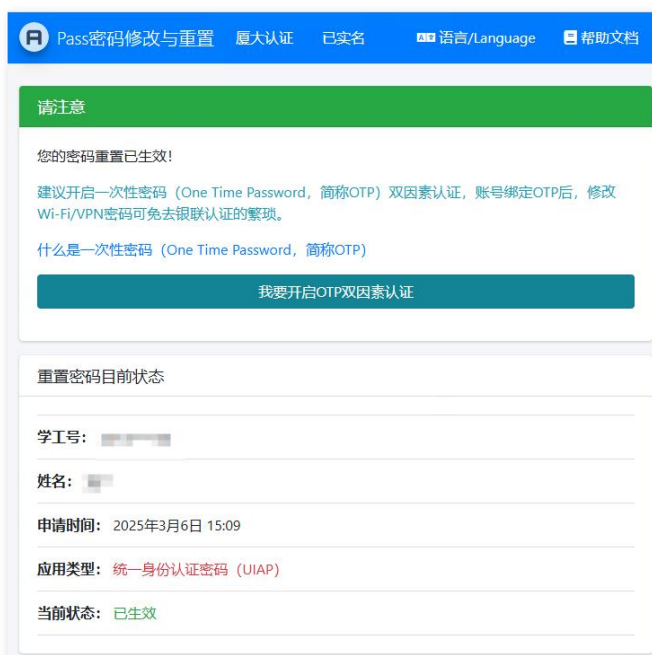 Pass密码修改与重置 厦大认证 已实名 语言/Language 帮助文档
请注意
您的密码重置已生效!
建议开启一次性密码（One Time Password，简称OTP）双因素认证，账号绑定OTP后，修改
Wi-Fi/VPN密码可免去银联认证的繁琐。
什么是一次性密码（One Time Password，简称OTP）
我要开启OTP双因素认证
重置密码目前状态
学工号：
姓名：
申请时间： 2025年3月6日 15:09
应用类型： 统一身份认证密码（UIAP）
当前状态： 已生效